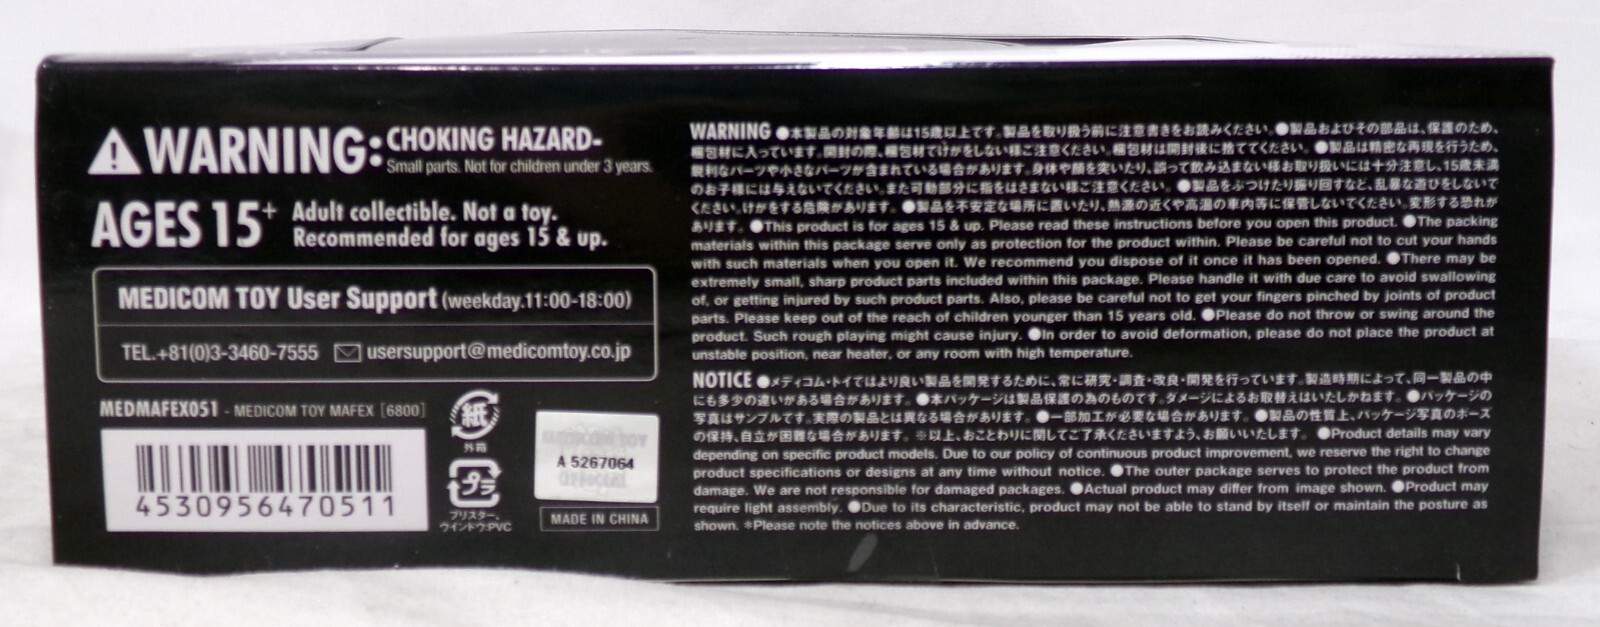 WARNING: CHOKING HAZARD-
Small parts. Not for children under 3 years.
AGES 15+ Adult collectible. Not a toy.
Recommended for ages 15 & up.
MEDICOM TOY User Support (weekday.11:00-18:00)
TEL.+81(0)3-3460-7555 usersupport@medicomtoy.co.jp
MEDMAFEX051 - MEDICOM TOY MAFEX [6800]
4530956470511
紙
外箱
プラ
ブリスター、
ウインドウ:PVC
MEDICOM TOY
A 5267064
MADE IN CHINA
WARNING ●本製品の対象年齢は15歳以上です。製品を取り扱う前に注意書きをお読みください。●製品およびその部品は、保護のため、
梱包材に入っています。開封の際、梱包材でけがをしない様ご注意ください。梱包材は開封後に捨ててください。●製品は精密な再現を行うため、
鋭利なパーツや小さなパーツが含まれている場合があります。身体や顔を突いたり、誤って飲み込まない様お取り扱いには十分注意し、15歳未満
のお子様には与えないでください。また可動部分に指をはさまない様ご注意ください。●製品をぶつけたり振り回すなど、乱暴な遊びをしないで
ください。けがをする危険があります。●製品を不安定な場所に置いたり、熱源の近くや高温の車内等に保管しないでください。変形する恐れが
あります。●This product is for ages 15 & up. Please read these instructions before you open this product. ●The packing
materials within this package serve only as protection for the product within. Please be careful not to cut your hands
with such materials when you open it. We recommend you dispose of it once it has been opened. ●There may be
extremely small, sharp product parts included within this package. Please handle it with due care to avoid swallowing
of, or getting injured by such product parts. Also, please be careful not to get your fingers pinched by joints of product
parts. Please keep out of the reach of children younger than 15 years old. ●Please do not throw or swing around the
product. Such rough playing might cause injury. ●In order to avoid deformation, please do not place the product at
unstable position, near heater, or any room with high temperature.
NOTICE ●メディコム・トイではより良い製品を開発するために、常に研究・調査・改良・開発を行っています。製造時期によって、同一製品の中
にも多少の違いがある場合があります。●本パッケージは製品保護の為のものです。ダメージによるお取替えはいたしかねます。●パッケージの
写真はサンプルです。実際の製品とは異なる場合があります。●一部加工が必要な場合があります。●製品の性質上、パッケージ写真のポーズ
の保持、自立が困難な場合があります。※以上、おことわりに関してご了承くださいますよう、お願いいたします。●Product details may vary
depending on specific product models. Due to our policy of continuous product improvement, we reserve the right to change
product specifications or designs at any time without notice. ●The outer package serves to protect the product from
damage. We are not responsible for damaged packages. ●Actual product may differ from image shown. ●Product may
require light assembly. ●Due to its characteristic, product may not be able to stand by itself or maintain the posture as
shown. *Please note the notices above in advance.